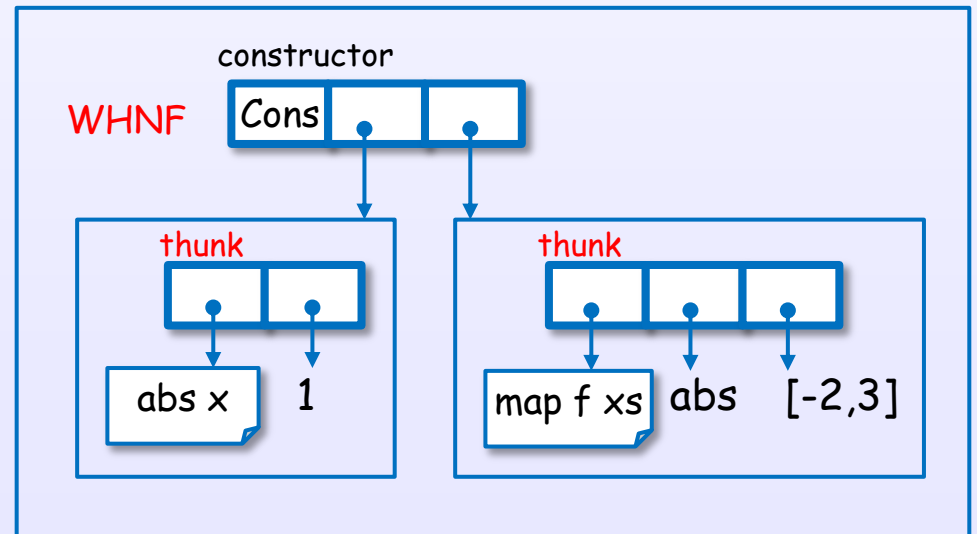 constructor
WHNF
Cons
thunk
thunk
abs x
1
map f xs
abs
[-2,3]